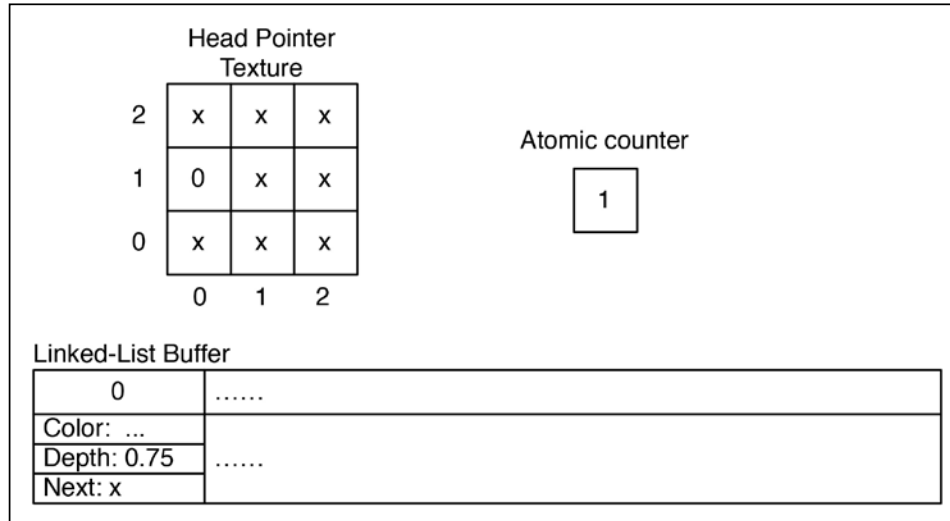 Head Pointer
Texture
2 x x x
Atomic counter
1 0 x x
1
0 x x x
0 1 2
Linked-List Buffer
0 ......
Color: ...
Depth: 0.75 ......
Next: x